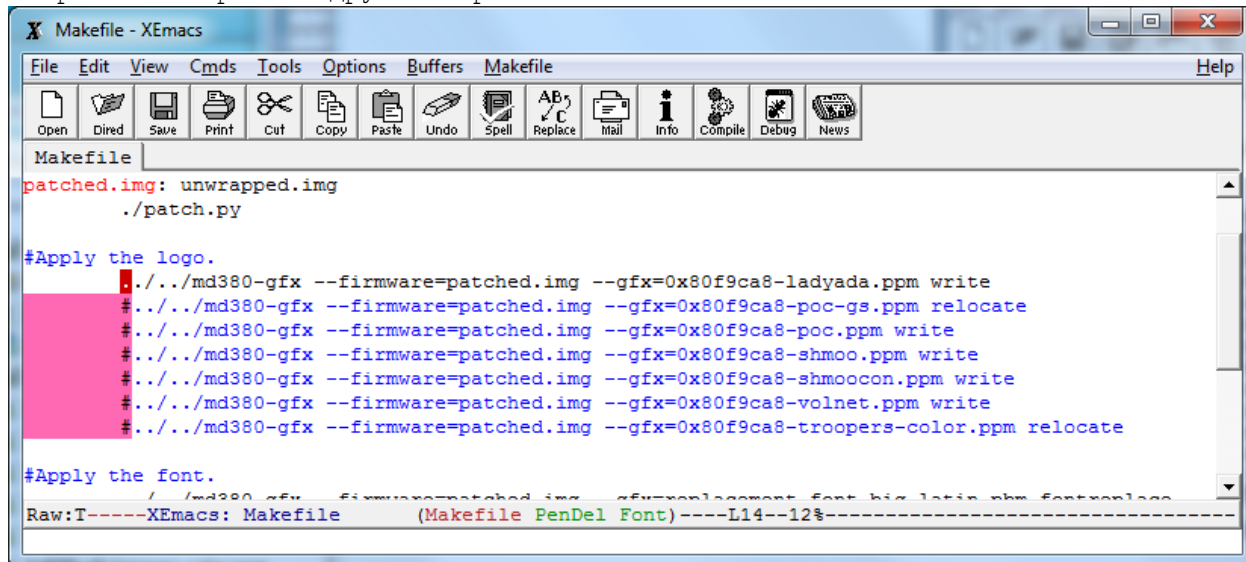 Makefile - XEmacs
File Edit View Cmds Tools Options Buffers Makefile Help
Open Dired Save Print Cut Copy Paste Undo Spell Replace Mail Info Compile Debug News
Makefile
patched.img: unwrapped.img
./patch.py
#Apply the logo.
../../md380-gfx --firmware=patched.img --gfx=0x80f9ca8-ladyada.ppm write
#../../md380-gfx --firmware=patched.img --gfx=0x80f9ca8-poc-gs.ppm relocate
#../../md380-gfx --firmware=patched.img --gfx=0x80f9ca8-poc.ppm write
#../../md380-gfx --firmware=patched.img --gfx=0x80f9ca8-shmoo.ppm write
#../../md380-gfx --firmware=patched.img --gfx=0x80f9ca8-shmoocon.ppm write
#../../md380-gfx --firmware=patched.img --gfx=0x80f9ca8-volnet.ppm write
#../../md380-gfx --firmware=patched.img --gfx=0x80f9ca8-troopers-color.ppm relocate
#Apply the font.
Raw:T-----XEmacs: Makefile (Makefile PenDel Font)----L14--12%-----------------------------------